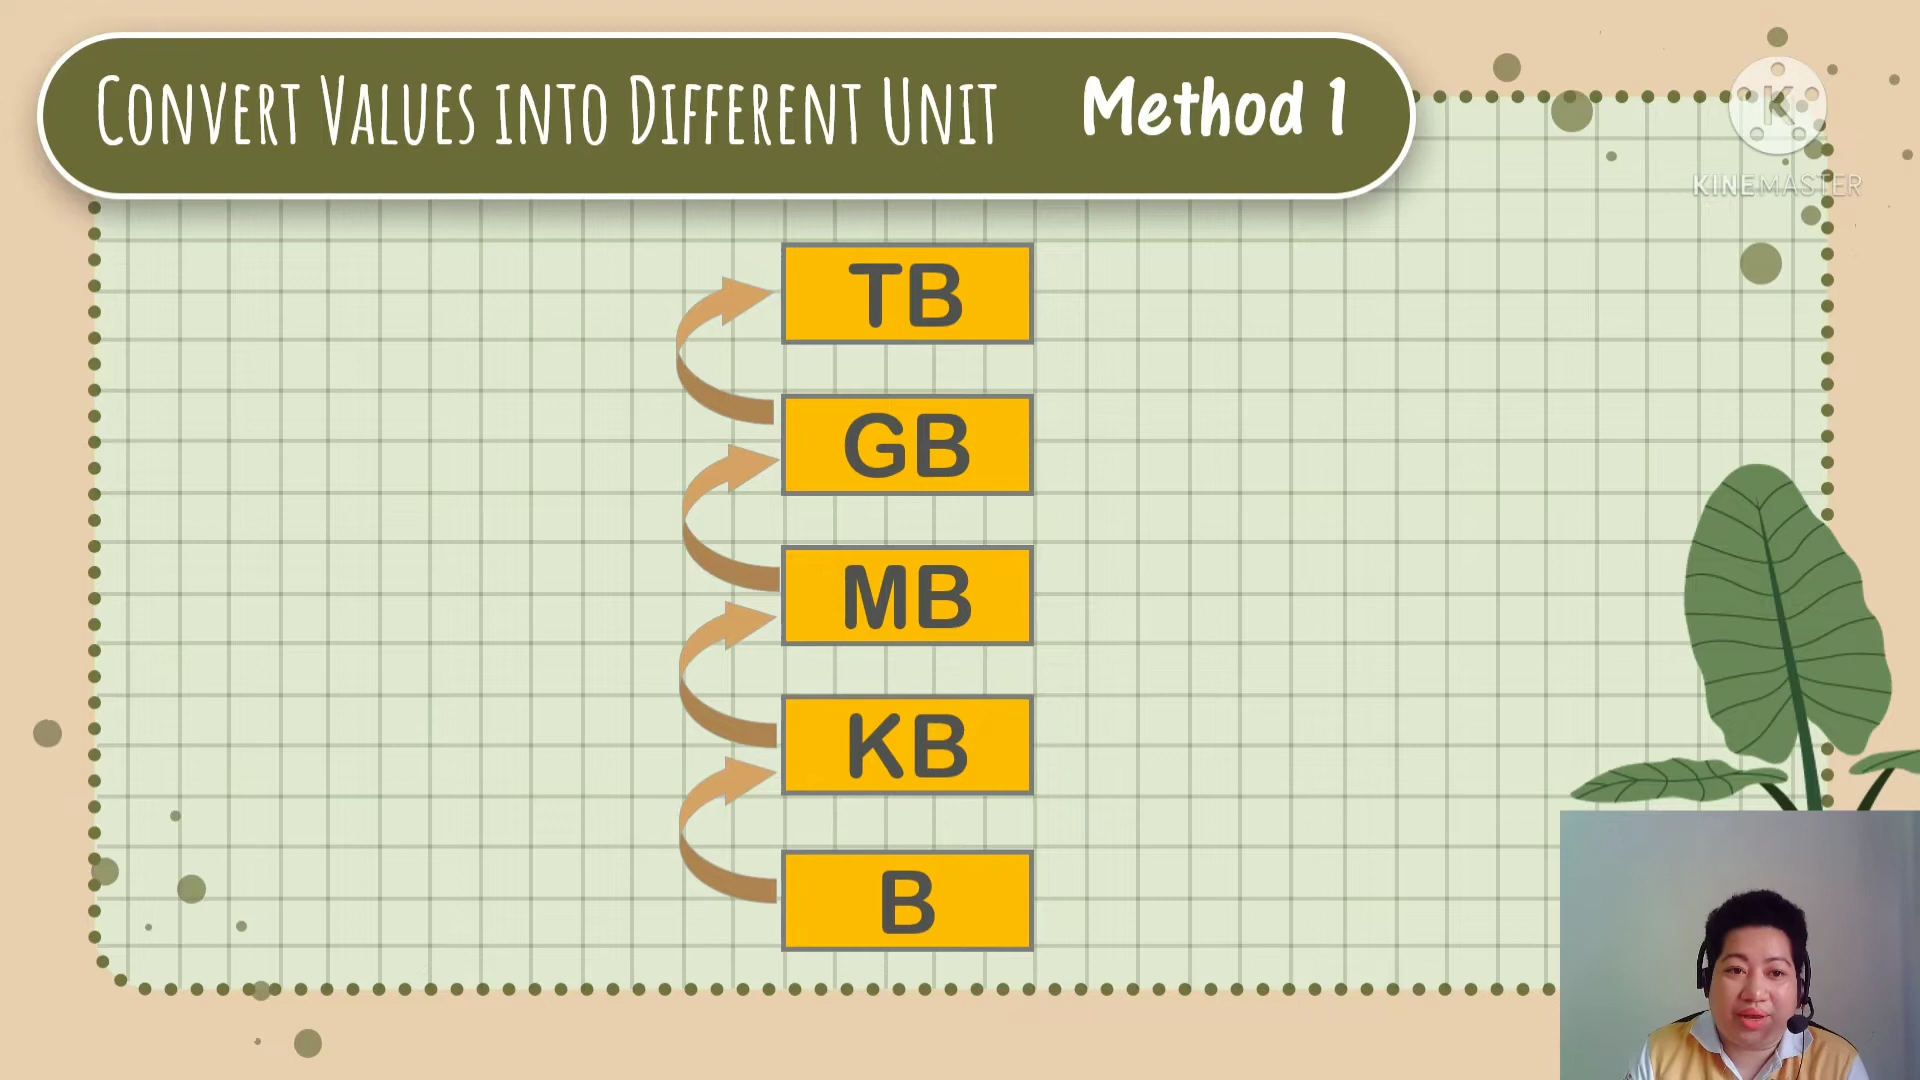 CONVERT VALUES INTO DIFFERENT UNIT Method 1
K
KINEMASTER
TB
GB
MB
KB
B